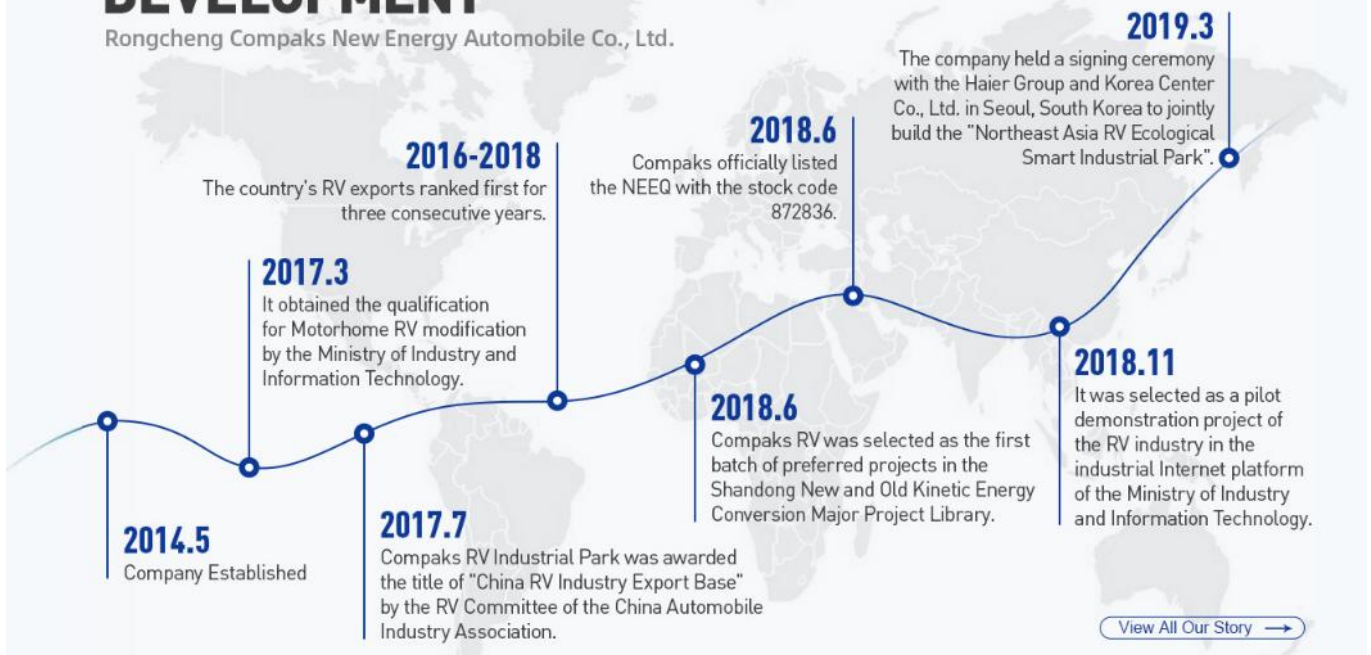 DEVELOPMENT
Rongcheng Compaks New Energy Automobile Co., Ltd.
2014.5
Company Established
2017.3
It obtained the qualification
for Motorhome RV modification
by the Ministry of Industry and
Information Technology.
2017.7
Compaks RV Industrial Park was awarded
the title of "China RV Industry Export Base"
by the RV Committee of the China Automobile
Industry Association.
2016-2018
The country's RV exports ranked first for
three consecutive years.
2018.6
Compaks RV was selected as the first
batch of preferred projects in the
Shandong New and Old Kinetic Energy
Conversion Major Project Library.
2018.6
Compaks officially listed
the NEEQ with the stock code
872836.
2018.11
It was selected as a pilot
demonstration project of
the RV industry in the
industrial Internet platform
of the Ministry of Industry
and Information Technology.
2019.3
The company held a signing ceremony
with the Haier Group and Korea Center
Co., Ltd. in Seoul, South Korea to jointly
build the "Northeast Asia RV Ecological
Smart Industrial Park".
View All Our Story